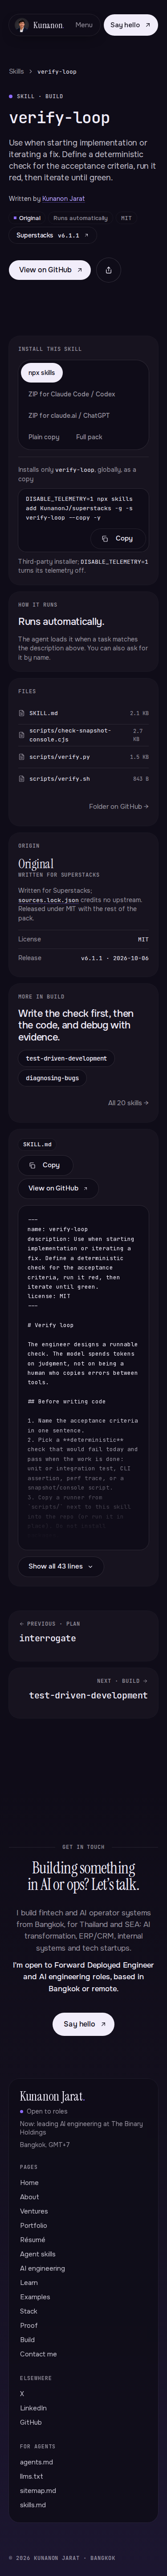 Kunanon
Menu
Say hello ↗
Skills > verify-loop
SKILL · BUILD
verify-loop
Use when starting implementation or
iterating a fix. Define a deterministic
check for the acceptance criteria, run it
red, then iterate until green.
Written by Kunanon Jarat
Original
Runs automatically
MIT
Superstacks v6.1.1 ↗
View on GitHub ↗
INSTALL THIS SKILL
npx skills
ZIP for Claude Code / Codex
ZIP for claude.ai / ChatGPT
Plain copy
Full pack
Installs only verify-loop, globally, as a
copy
DISABLE_TELEMETRY=1 npx skills
add KunanonJ/superstacks -g -s
verify-loop --copy -y
Copy
Third-party installer; DISABLE_TELEMETRY=1
turns its telemetry off.
HOW IT RUNS
Runs automatically.
The agent loads it when a task matches
the description above. You can also ask for
it by name.
FILES
SKILL.md 2.1 KB
scripts/check-snapshot-
console.cjs
2.7
KB
scripts/verify.py 1.5 KB
scripts/verify.sh 843 B
Folder on GitHub →
ORIGIN
Original
WRITTEN FOR SUPERSTACKS
Written for Superstacks;
sources.lock.json credits no upstream.
Released under MIT with the rest of the
pack.
License MIT
Release v6.1.1 · 2026-10-06
MORE IN BUILD
Write the check first, then
the code, and debug with
evidence.
test-driven-development
diagnosing-bugs
All 20 skills →
SKILL.md
Copy
View on GitHub ↗
---
name: verify-loop
description: Use when starting
implementation or iterating a
fix. Define a deterministic
check for the acceptance
criteria, run it red, then
iterate until green.
license: MIT
---
# Verify loop
The engineer designs a runnable
check. The model spends tokens
on judgment, not on being a
human who copies errors between
tools.
## Before writing code
1. Name the acceptance criteria
in one sentence.
2. Pick a **deterministic**
check that would fail today and
pass when the work is done:
unit or integration test, CLI
assertion, perf trace, or a
snapshot/console script.
3. Copy a runner from
`scripts/` next to this skill
into the repo (or run it in
Show all 43 lines
← PREVIOUS · PLAN
interrogate
NEXT · BUILD →
test-driven-development
GET IN TOUCH
Building something
in AI or ops? Let's talk.
I build fintech and AI operator systems
from Bangkok, for Thailand and SEA: AI
transformation, ERP/CRM, internal
systems and tech startups.
I'm open to Forward Deployed Engineer
and AI engineering roles, based in
Bangkok or remote.
Say hello ↗
Kunanon Jarat.
Open to roles
Now: leading AI engineering at The Binary
Holdings
Bangkok, GMT+7
PAGES
Home
About
Ventures
Portfolio
Résumé
Agent skills
AI engineering
Learn
Examples
Stack
Proof
Build
Contact me
ELSEWHERE
X
LinkedIn
GitHub
FOR AGENTS
agents.md
llms.txt
sitemap.md
skills.md
© 2026 KUNANON JARAT · BANGKOK